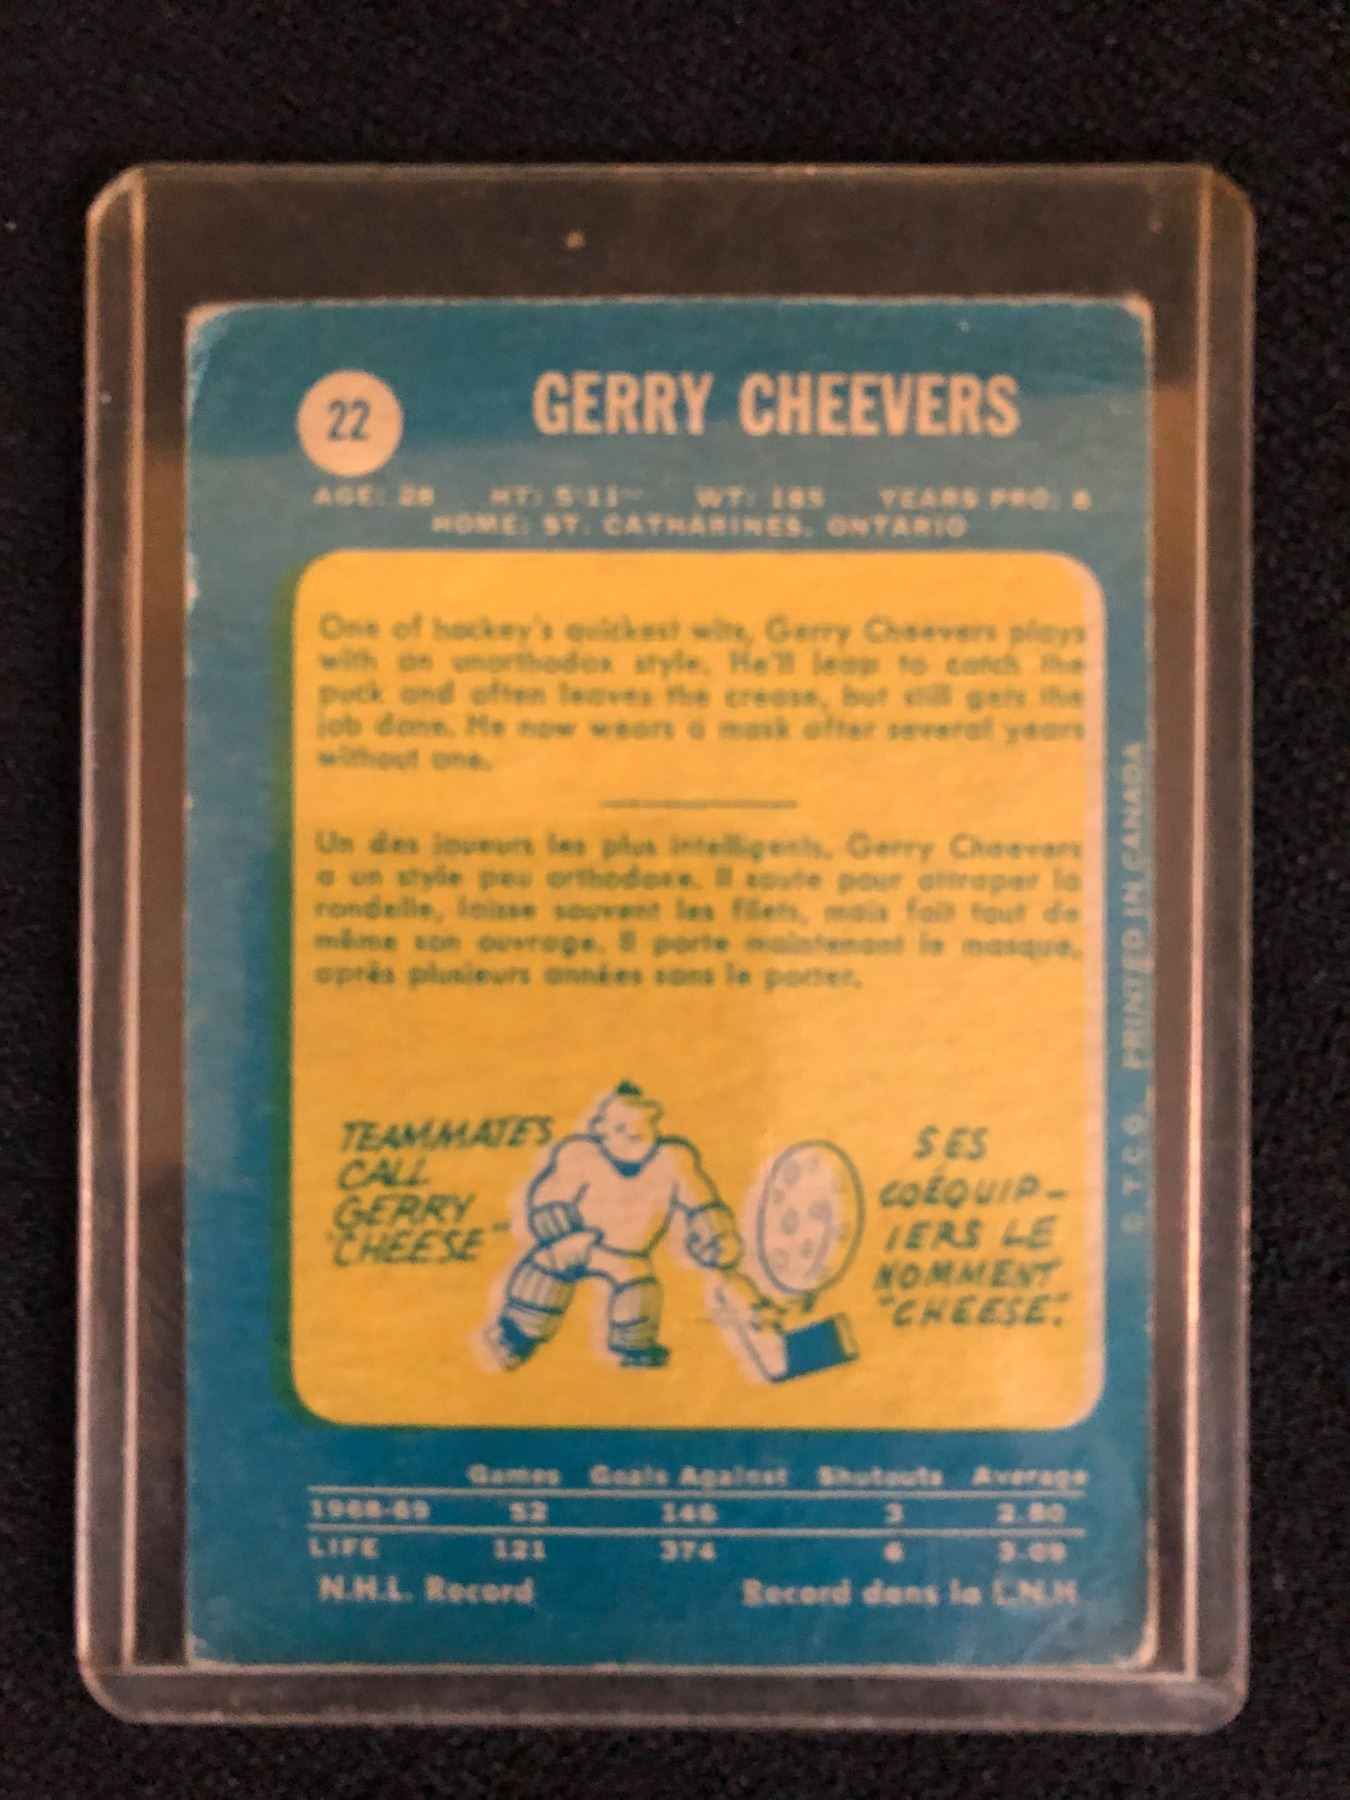 22
GERRY CHEEVERS
AGE: 28 HT: 5'11" WT: 185 YEARS PRO:
HOME: ST. CATHARINES, ONTARIO
One of hockey's quickest wits, Gerry Cheevers plays
with an unorthodox style. He'll leap to catch the
puck and often leaves the crease, but still gets the
job done. He now wears a mask after several years
without one.
Un des joueurs les plus intelligents, Gerry Cheevers
a un style peu orthodoxe. Il saute pour attraper la
rondelle, laisse souvent les filets, mais fait tout de
même son ouvrage. Il porte maintenant le masque,
après plusieurs années sans le porter.
TEAMMATES
CALL
GERRY
"CHEESE"
SES
COÉQUIP-
IERS LE
NOMMENT
"CHEESE".
Games Goals Against Shutouts Average
1968-69 52 146 3 2.80
LIFE 121 374 6 3.09
N.H.L. Record Record dans la L.N.H.
T.C.G. PRINTED IN CANADA